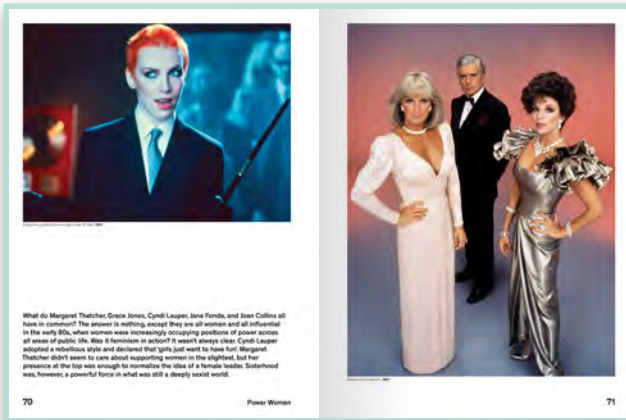 What do Margaret Thatcher, Grace Jones, Cyndi Lauper, Jane Fonda, and Joan Collins all
have in common? The answer is nothing, except they are all women and all influential
in the early 80s, when women were increasingly occupying positions of power across
all areas of public life. Was it feminism in action? It wasn't always clear. Cyndi Lauper
adopted a rebellious style and declared that 'girls just want to have fun'. Margaret
Thatcher didn't seem to care about supporting women in the slightest, but her
presence at the top was enough to normalize the idea of a female leader. Sisterhood
was, however, a powerful force in what was still a deeply sexist world.
70
Power Women
71